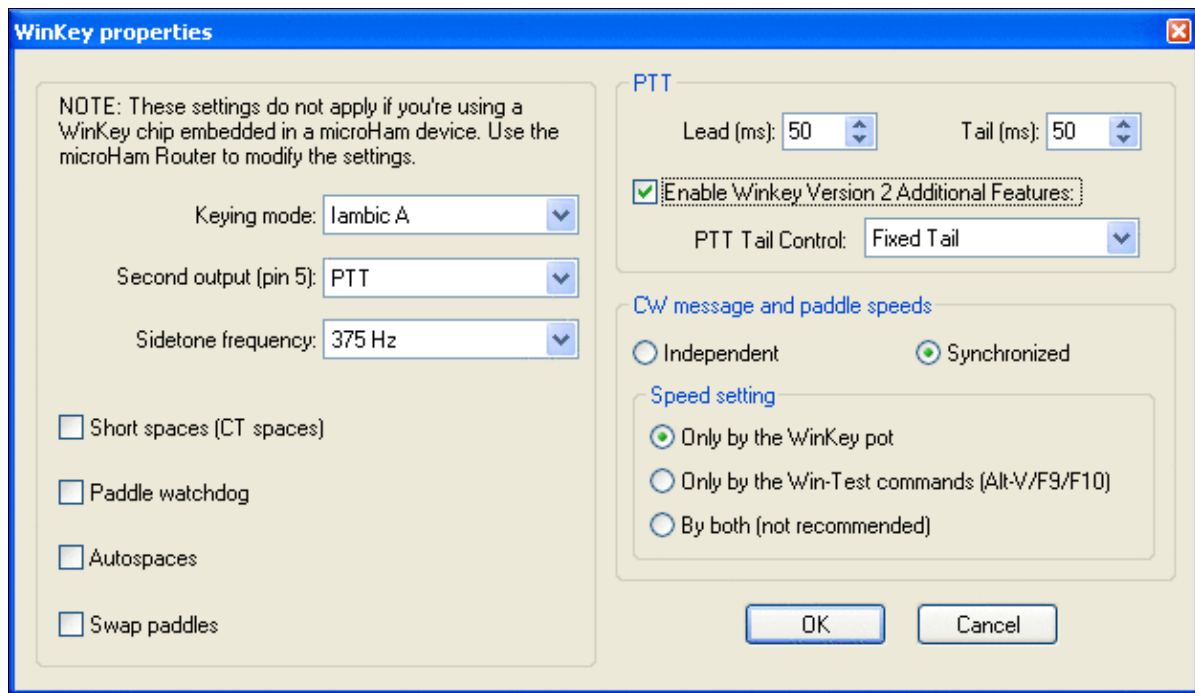 WinKey properties
NOTE: These settings do not apply if you're using a
WinKey chip embedded in a microHam device. Use the
microHam Router to modify the settings.
Keying mode: Iambic A
Second output (pin 5): PTT
Sidetone frequency: 375 Hz
Short spaces (CT spaces)
Paddle watchdog
Autospaces
Swap paddles
PTT
Lead (ms): 50 Tail (ms): 50
Enable Winkey Version 2 Additional Features:
PTT Tail Control: Fixed Tail
CW message and paddle speeds
Independent Synchronized
Speed setting
Only by the WinKey pot
Only by the Win-Test commands (Alt-V/F9/F10)
By both (not recommended)
OK Cancel